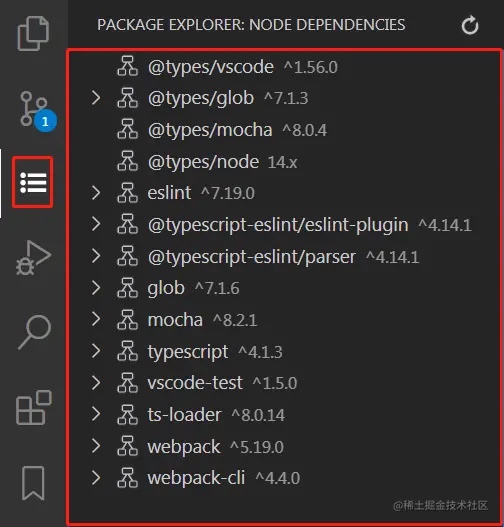 PACKAGE EXPLORER: NODE DEPENDENCIES
@types/vscode ^1.56.0
@types/glob ^7.1.3
1
@types/mocha ^8.0.4
@types/node 14.x
eslint ^7.19.0
@typescript-eslint/eslint-plugin ^4.14.1
@typescript-eslint/parser ^4.14.1
glob ^7.1.6
mocha ^8.2.1
typescript ^4.1.3
vscode-test ^1.5.0
ts-loader ^8.0.14
webpack ^5.19.0
webpack-cli ^4.4.0
@稀土掘金技术社区